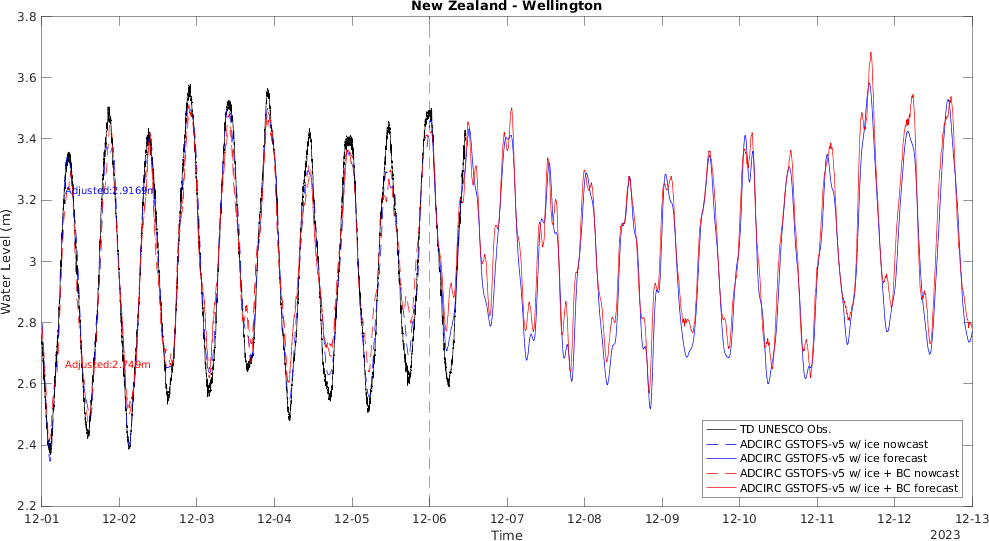 New Zealand - Wellington
3.8
3.6
3.4
3.2
3
2.8
2.6
2.4
2.2
Water Level (m)
Adjusted:2.9169m
Adjusted:2.749m
TD UNESCO Obs.
ADCIRC GSTOFS-v5 w/ ice nowcast
ADCIRC GSTOFS-v5 w/ ice forecast
ADCIRC GSTOFS-v5 w/ ice + BC nowcast
ADCIRC GSTOFS-v5 w/ ice + BC forecast
12-01 12-02 12-03 12-04 12-05 12-06 12-07 12-08 12-09 12-10 12-11 12-12 12-13
Time
2023